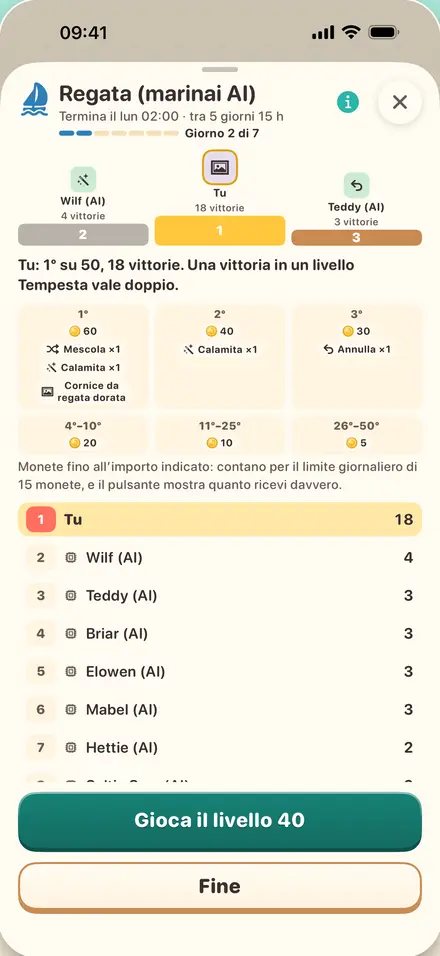 09:41
Regata (marinai AI)
Termina il lun 02:00 · tra 5 giorni 15 h
Giorno 2 di 7
Tu
18 vittorie
Wilf (AI)
4 vittorie
Teddy (AI)
3 vittorie
2
1
3
Tu: 1° su 50, 18 vittorie. Una vittoria in un livello
Tempesta vale doppio.
1°
60
Mescola ×1
Calamita ×1
Cornice da
regata dorata
2°
40
Calamita ×1
3°
30
Annulla ×1
4°–10°
20
11°–25°
10
26°–50°
5
Monete fino all’importo indicato: contano per il limite giornaliero di
15 monete, e il pulsante mostra quanto ricevi davvero.
1 Tu 18
2 Wilf (AI) 4
3 Teddy (AI) 3
4 Briar (AI) 3
5 Elowen (AI) 3
6 Mabel (AI) 3
7 Hettie (AI) 2
Gioca il livello 40
Fine